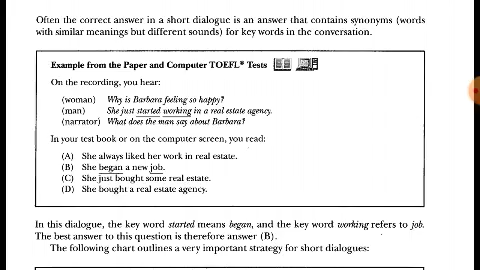 Often the correct answer in a short dialogue is an answer that contains synonyms (words
with similar meanings but different sounds) for key words in the conversation.
Example from the Paper and Computer TOEFL® Tests
On the recording, you hear:
(woman) Why is Barbara feeling so happy?
(man) She just started working in a real estate agency.
(narrator) What does the man say about Barbara?
In your test book or on the computer screen, you read:
(A) She always liked her work in real estate.
(B) She began a new job.
(C) She just bought some real estate.
(D) She bought a real estate agency.
In this dialogue, the key word started means began, and the key word working refers to job.
The best answer to this question is therefore answer (B).
The following chart outlines a very important strategy for short dialogues: